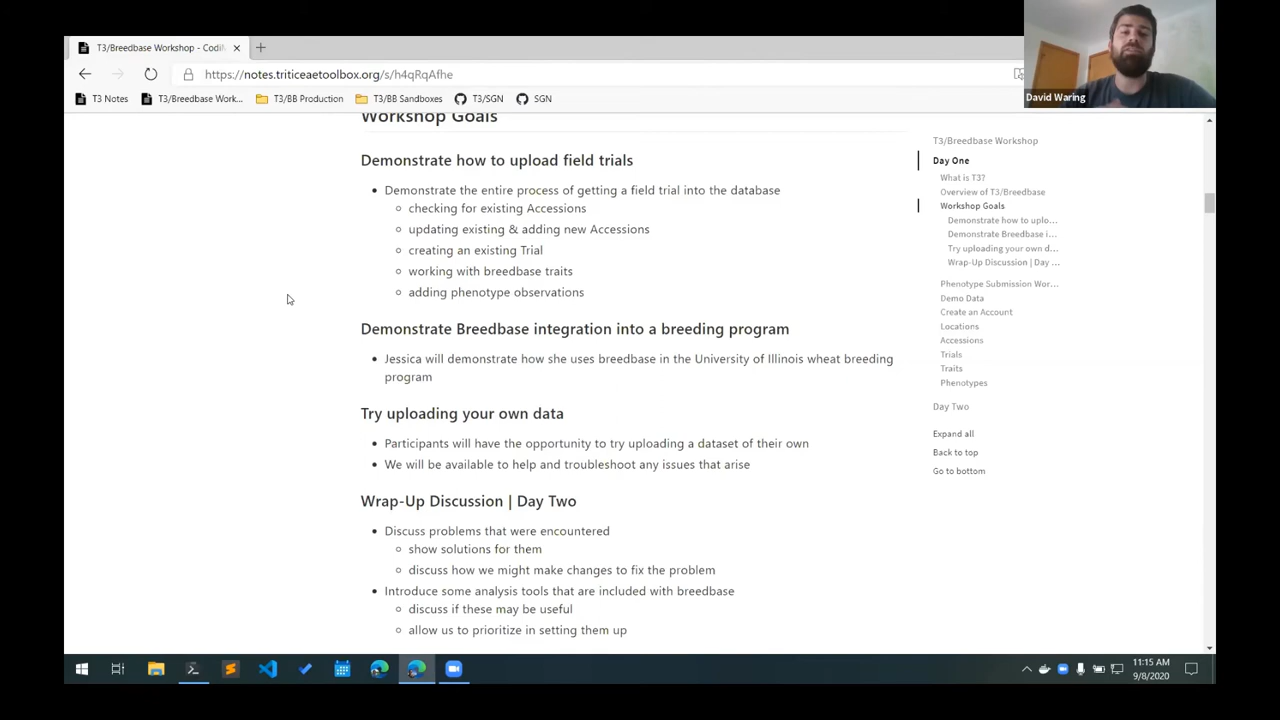 T3/Breedbase Workshop - CodiM
https://notes.triticeaetoolbox.org/s/h4qRqAfhe
T3 Notes
T3/Breedbase Work...
T3/BB Production
T3/BB Sandboxes
T3/SGN
SGN
David Waring
Workshop Goals
Demonstrate how to upload field trials
Demonstrate the entire process of getting a field trial into the database
checking for existing Accessions
updating existing & adding new Accessions
creating an existing Trial
working with breedbase traits
adding phenotype observations
Demonstrate Breedbase integration into a breeding program
Jessica will demonstrate how she uses breedbase in the University of Illinois wheat breeding
program
Try uploading your own data
Participants will have the opportunity to try uploading a dataset of their own
We will be available to help and troubleshoot any issues that arise
Wrap-Up Discussion | Day Two
Discuss problems that were encountered
show solutions for them
discuss how we might make changes to fix the problem
Introduce some analysis tools that are included with breedbase
discuss if these may be useful
allow us to prioritize in setting them up
T3/Breedbase Workshop
Day One
What is T3?
Overview of T3/Breedbase
Workshop Goals
Demonstrate how to uplo...
Demonstrate Breedbase i...
Try uploading your own d...
Wrap-Up Discussion | Day ...
Phenotype Submission Wor...
Demo Data
Create an Account
Locations
Accessions
Trials
Traits
Phenotypes
Day Two
Expand all
Back to top
Go to bottom
11:15 AM
9/8/2020